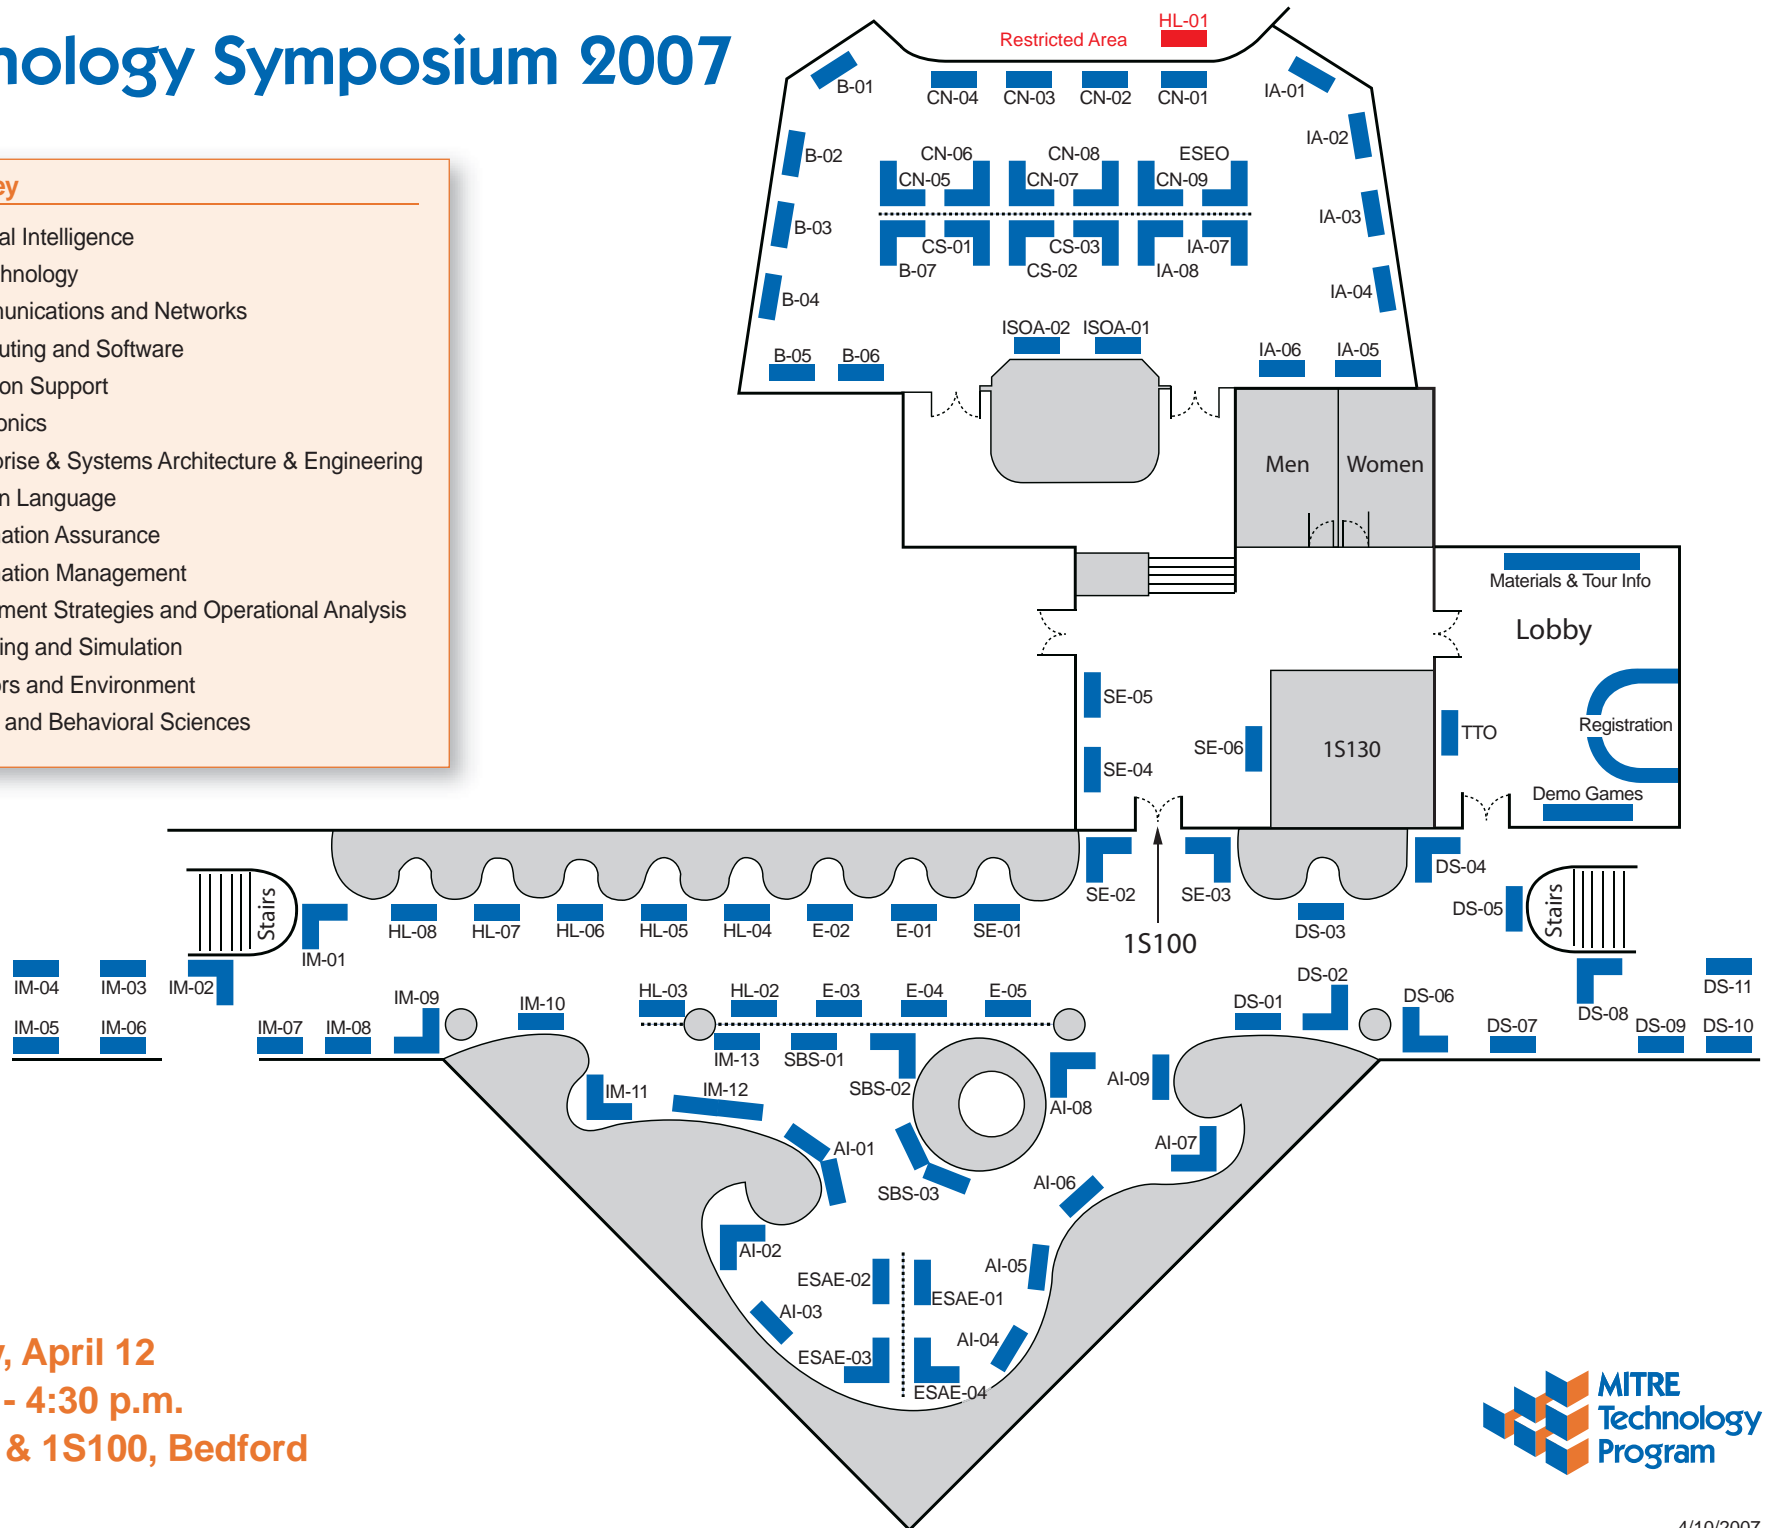 nology Symposium 2007
ey
al Intelligence
chnology
munications and Networks
uting and Software
ion Support
onics
prise & Systems Architecture & Engineering
n Language
nation Assurance
nation Management
ment Strategies and Operational Analysis
ing and Simulation
ors and Environment
and Behavioral Sciences
HL-01
Restricted Area
B-01
CN-04 CN-03 CN-02 CN-01
IA-01
IA-02
B-02
CN-06 CN-08 ESEO
CN-05 CN-07 CN-09
IA-03
B-03
CS-01 CS-03 IA-07
B-07 CS-02 IA-08
B-04
IA-04
ISOA-02 ISOA-01
B-05 B-06
IA-06 IA-05
Men Women
Materials & Tour Info
Lobby
SE-05
Registration
TTO
SE-06
1S130
SE-04
Demo Games
SE-02 SE-03
DS-04
Stairs
DS-05
Stairs
HL-08 HL-07 HL-06 HL-05 HL-04 E-02 E-01 SE-01
DS-03
1S100
IM-01
IM-04 IM-03 IM-02
DS-02
DS-11
HL-03 HL-02 E-03 E-04 E-05
IM-09
IM-10
DS-01
DS-06
DS-08
IM-05 IM-06 IM-07 IM-08
DS-07 DS-09 DS-10
IM-13 SBS-01
SBS-02
AI-09
IM-11
IM-12
AI-08
AI-01
AI-07
SBS-03
AI-06
AI-02
AI-05
ESAE-02
ESAE-01
AI-03
AI-04
ESAE-03
ESAE-04
y, April 12
- 4:30 p.m.
& 1S100, Bedford
MITRE
Technology
Program
4/10/2007